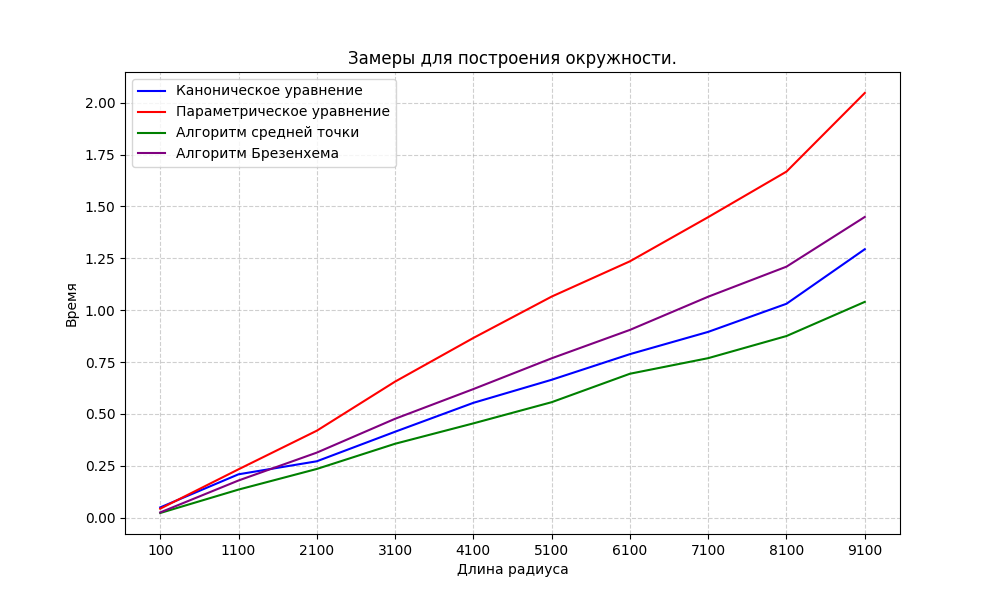 Замеры для построения окружности.
Каноническое уравнение
Параметрическое уравнение
Алгоритм средней точки
Алгоритм Брезенхема
Время
2.00
1.75
1.50
1.25
1.00
0.75
0.50
0.25
0.00
100 1100 2100 3100 4100 5100 6100 7100 8100 9100
Длина радиуса